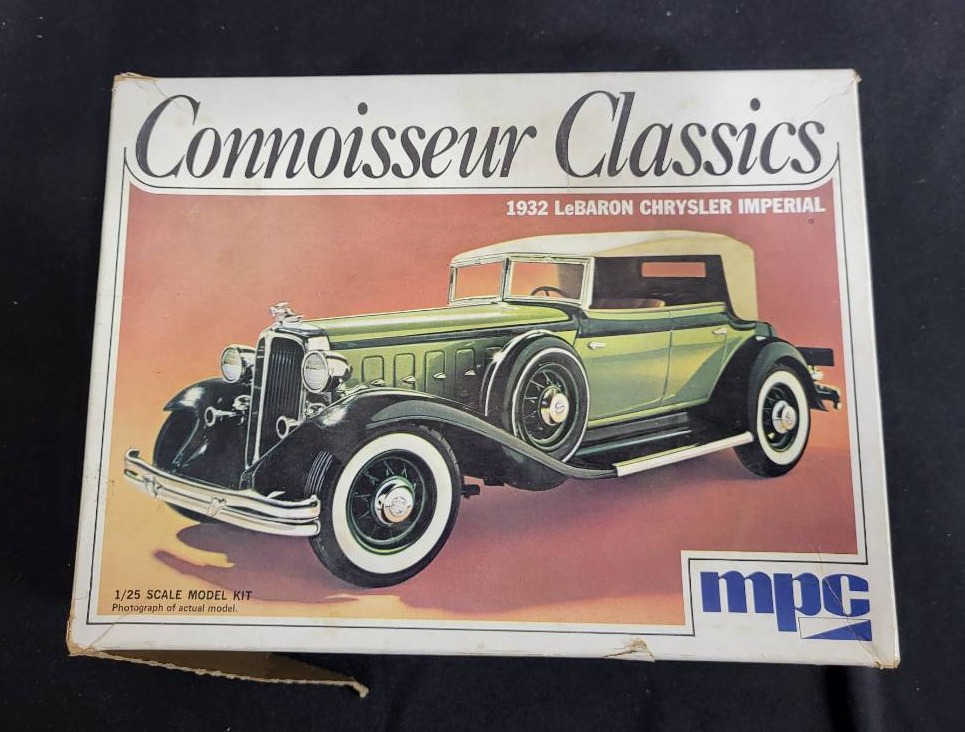 Connoisseur Classics
1932 LeBARON CHRYSLER IMPERIAL
1/25 SCALE MODEL KIT
Photograph of actual model.
mpc